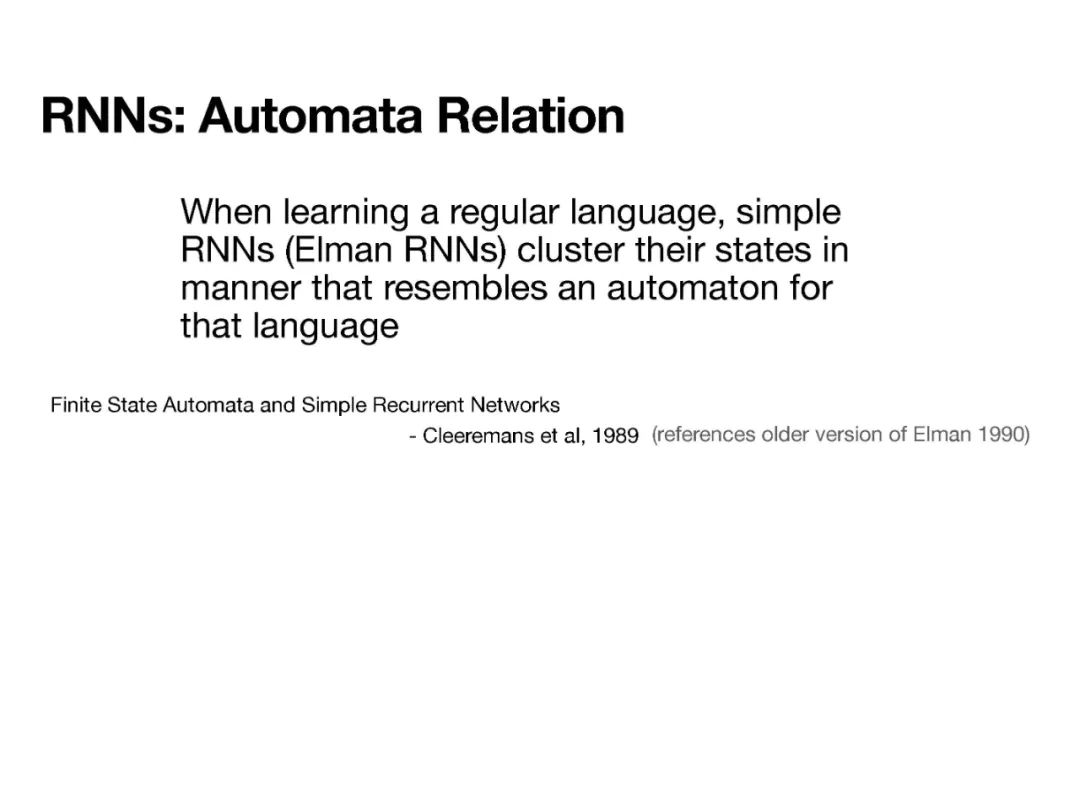 RNNs: Automata Relation
When learning a regular language, simple
RNNs (Elman RNNs) cluster their states in
manner that resembles an automaton for
that language
Finite State Automata and Simple Recurrent Networks
- Cleeremans et al, 1989 (references older version of Elman 1990)